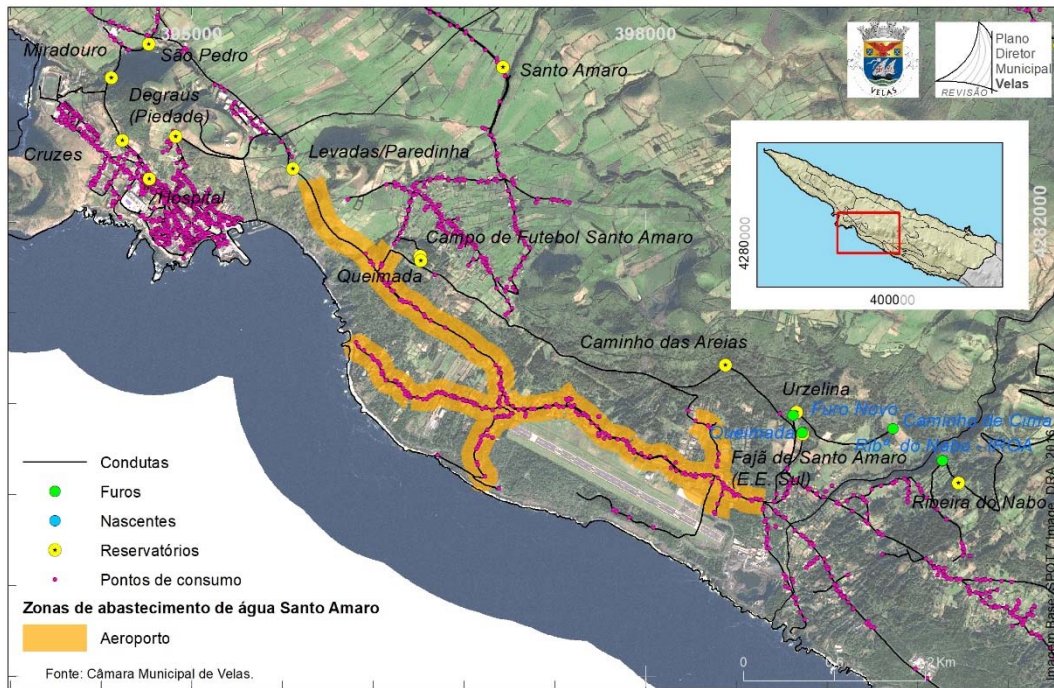 395000
398000
4282000
Miradouro
São Pedro
Santo Amaro
VELAS
Plano
Diretor
Municipal
Velas
REVISÃO
Degraus
(Piedade)
Cruzes
Hospital
Levadas/Paredinha
Campo de Futebol Santo Amaro
Queimada
4280000
400000
Caminho das Areias
Urzelina
Furo Novo
Queimada
Caminho de Cima
Ribª. do Nabo - IROA
Fajã de Santo Amaro
(E.E. Sul)
Ribeira do Nabo
Condutas
Furos
Nascentes
Reservatórios
Pontos de consumo
Zonas de abastecimento de água Santo Amaro
Aeroporto
Fonte: Câmara Municipal de Velas.
0
Km